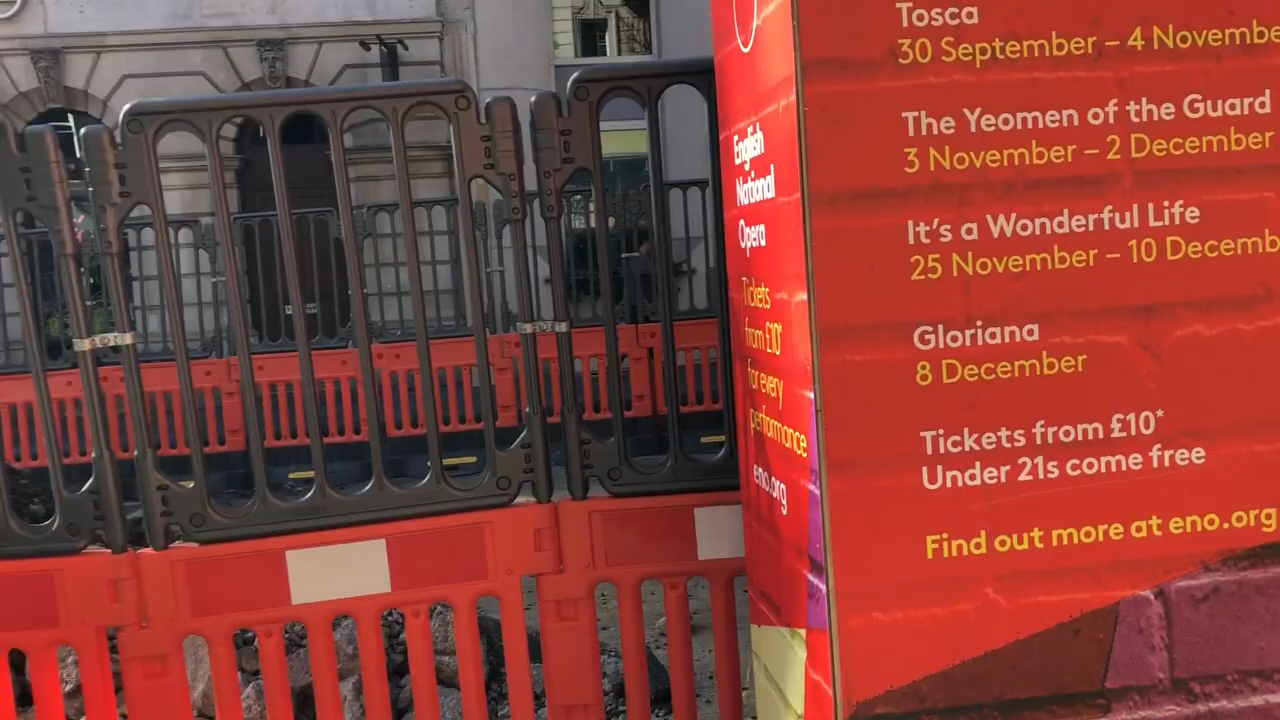 English
National
Opera
Tickets
from £10*
for every
performance
eno.org
Tosca
30 September – 4 Novembe
The Yeomen of the Guard
3 November – 2 December
It's a Wonderful Life
25 November – 10 Decemb
Gloriana
8 December
Tickets from £10*
Under 21s come free
Find out more at eno.org